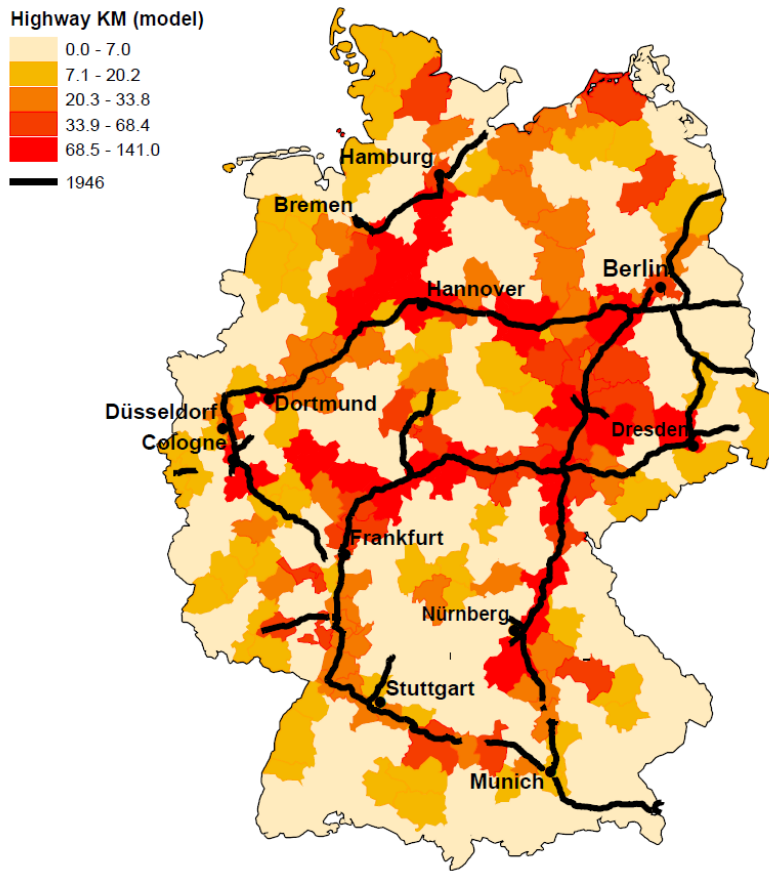 Highway KM (model)
0.0 - 7.0
7.1 - 20.2
20.3 - 33.8
33.9 - 68.4
68.5 - 141.0
1946
Hamburg
Bremen
Berlin
Hannover
Dortmund
Düsseldorf
Cologne
Dresden
Frankfurt
Nürnberg
Stuttgart
Munich